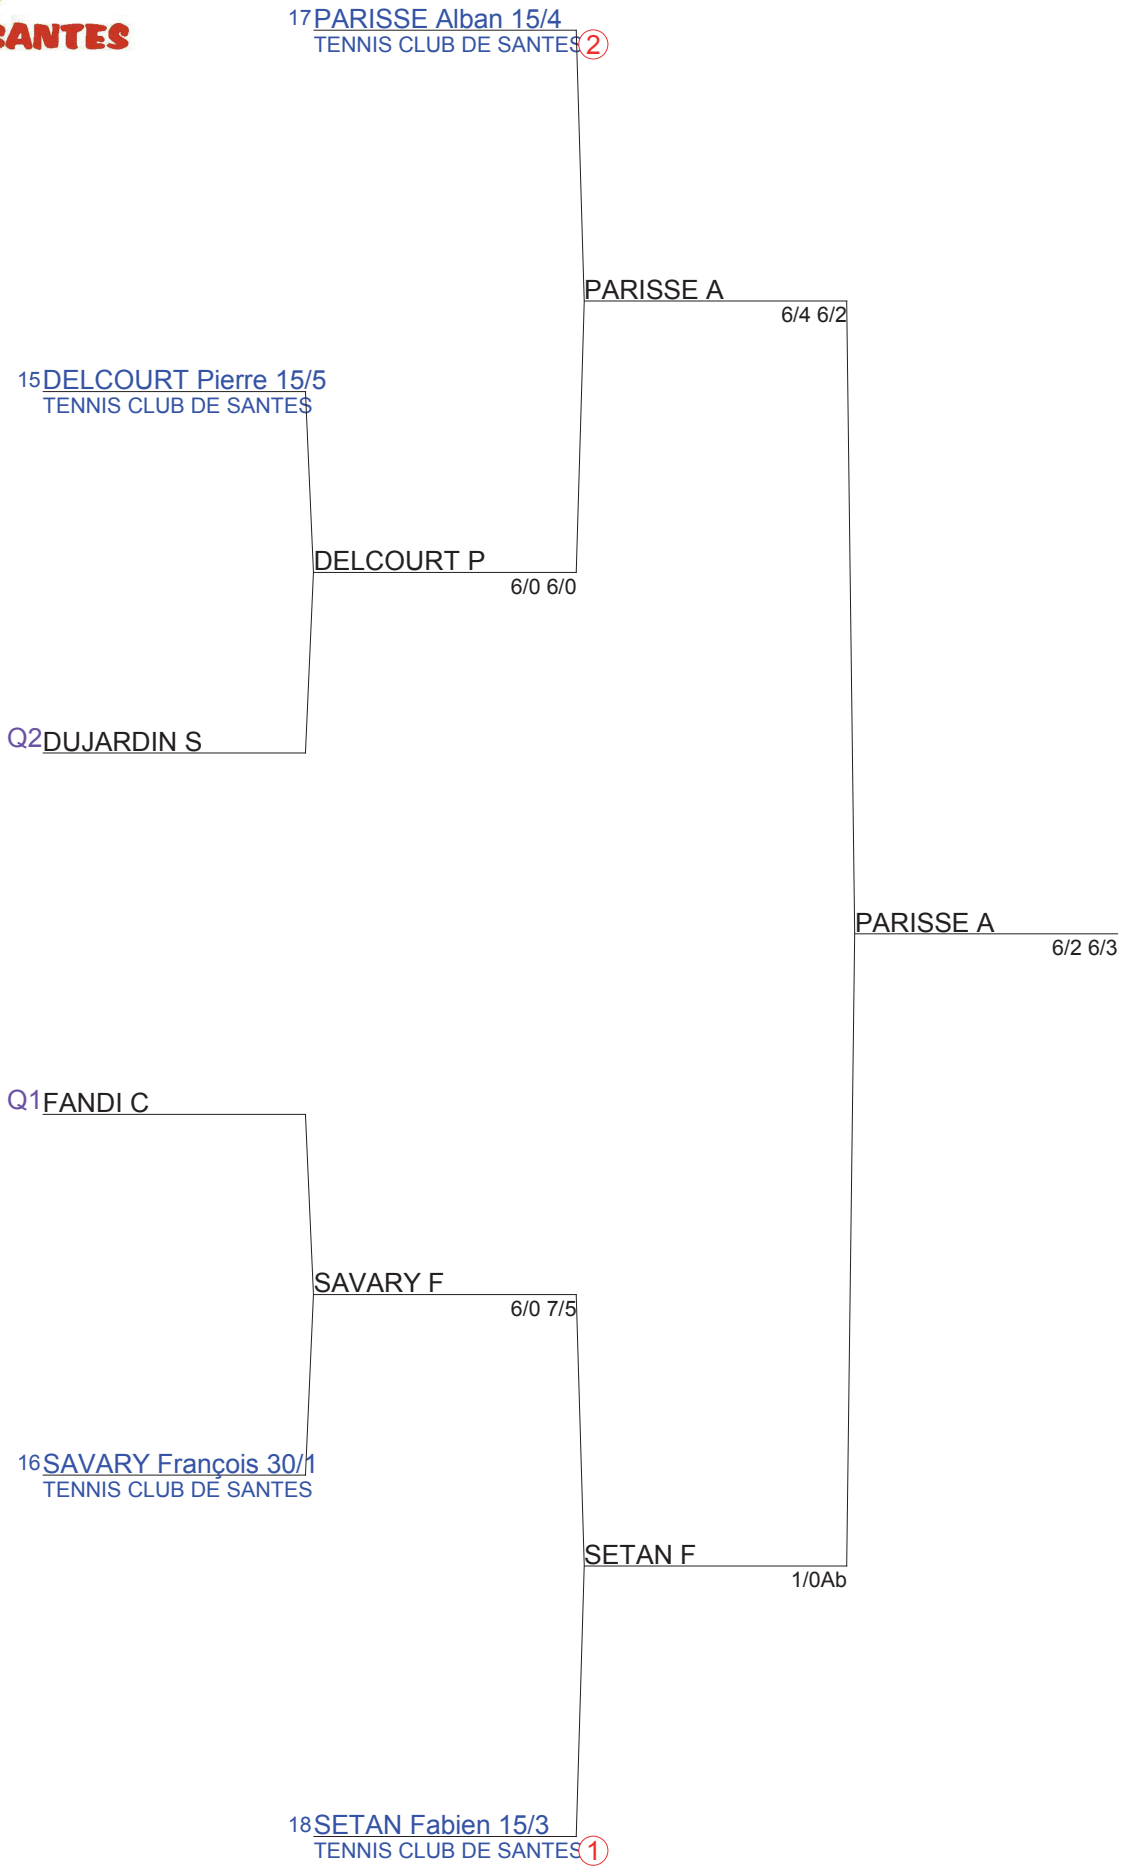 SANTES
17 PARISSE Alban 15/4
TENNIS CLUB DE SANTES 2
PARISSE A
6/4 6/2
15 DELCOURT Pierre 15/5
TENNIS CLUB DE SANTES
DELCOURT P
6/0 6/0
Q2 DUJARDIN S
PARISSE A
6/2 6/3
Q1 FANDI C
SAVARY F
6/0 7/5
16 SAVARY François 30/1
TENNIS CLUB DE SANTES
SETAN F
1/0Ab
18 SETAN Fabien 15/3
TENNIS CLUB DE SANTES 1